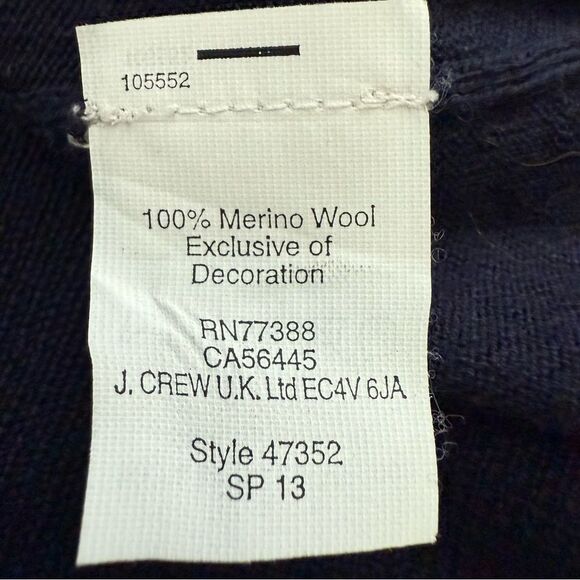 105552
100% Merino Wool
Exclusive of
Decoration
RN77388
CA56445
J. CREW U.K. Ltd EC4V 6JA
Style 47352
SP 13